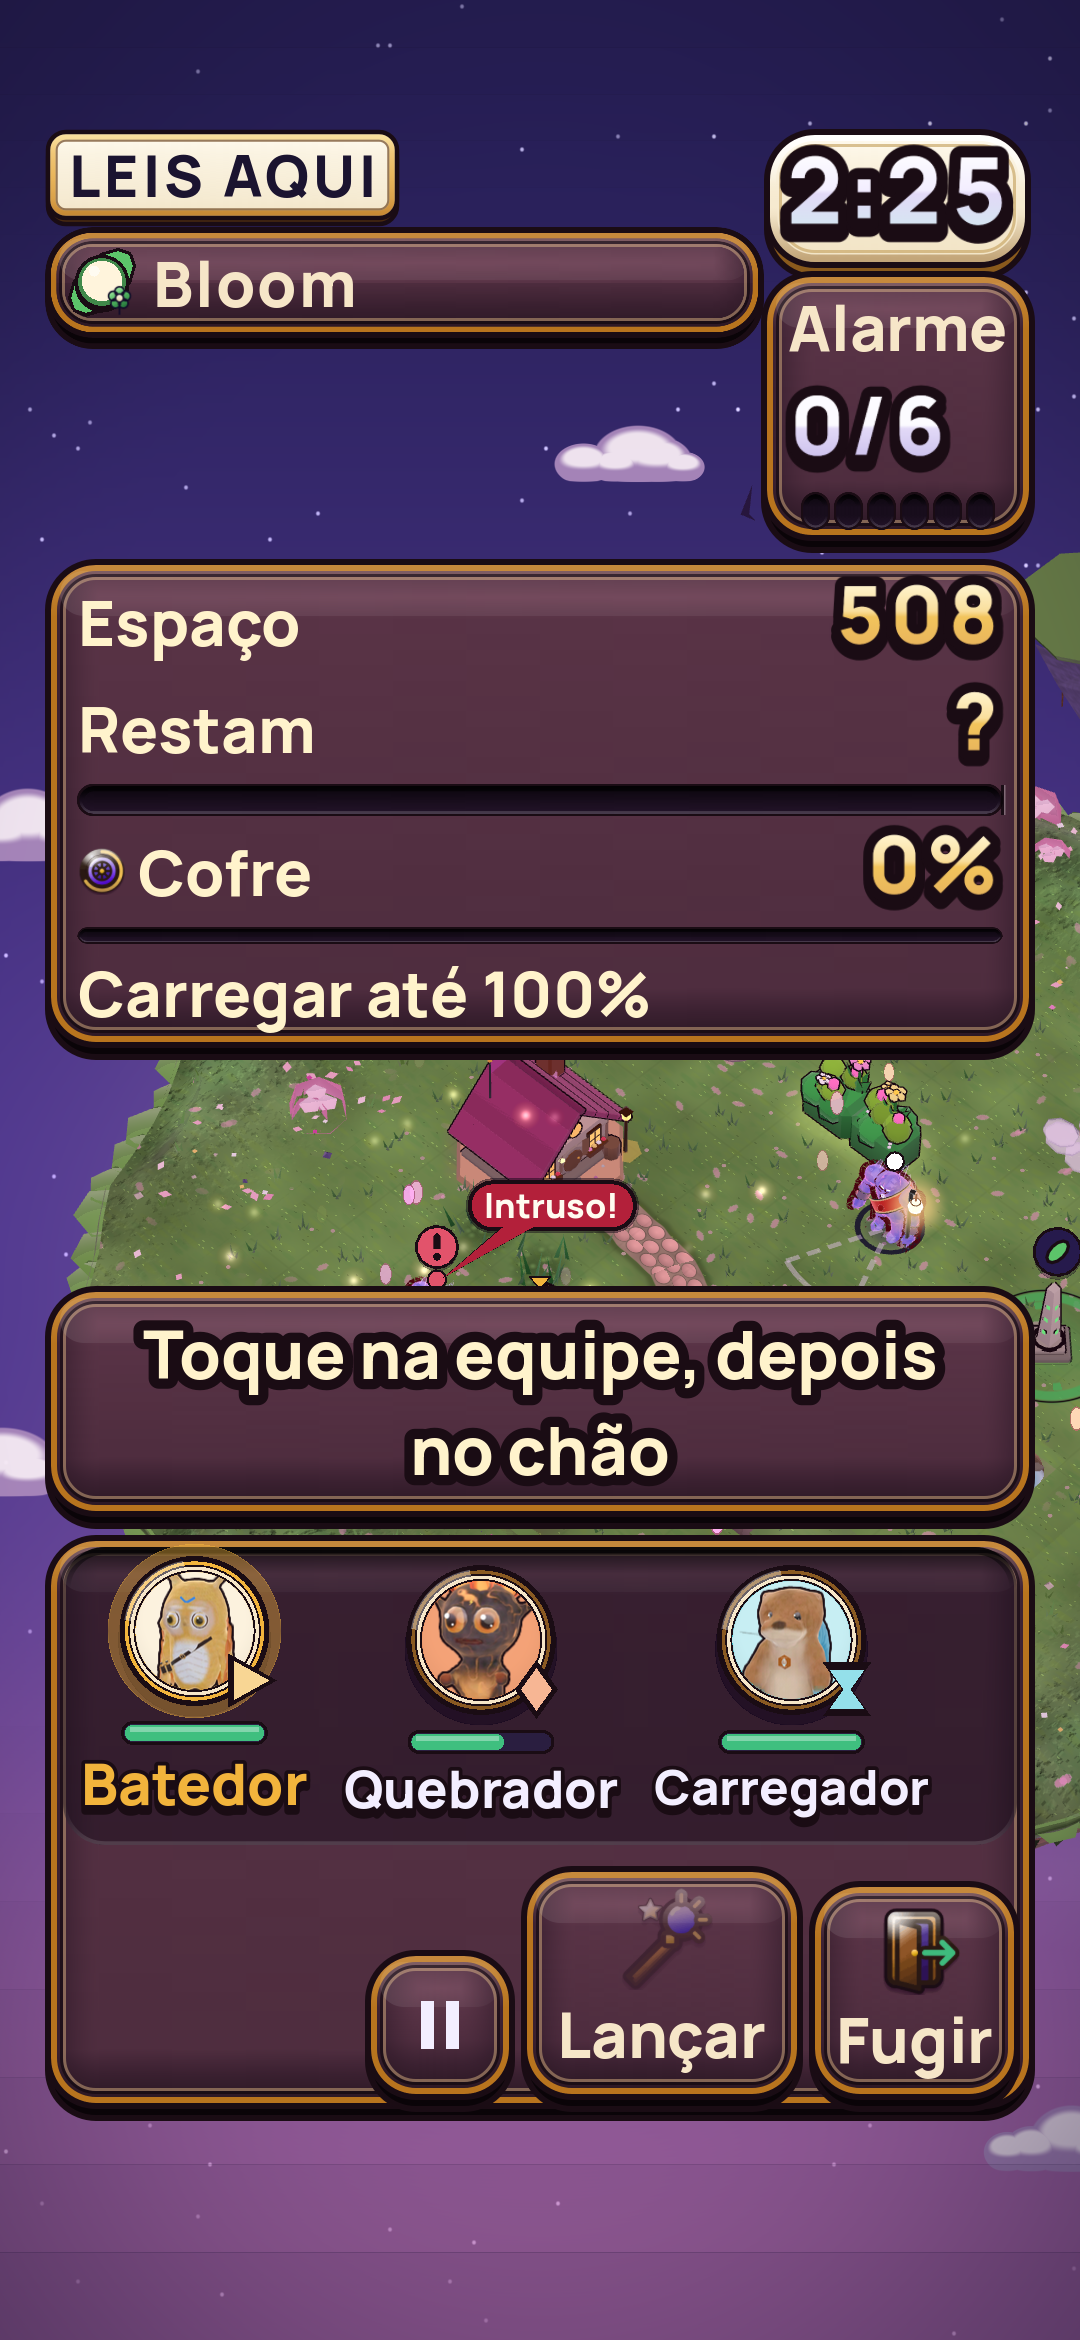 LEIS AQUI
2:25
Bloom
Alarme
0/6
Espaço 508
Restam ?
Cofre 0%
Carregar até 100%
Intruso!
Toque na equipe, depois
no chão
Batedor Quebrador Carregador
Lançar Fugir